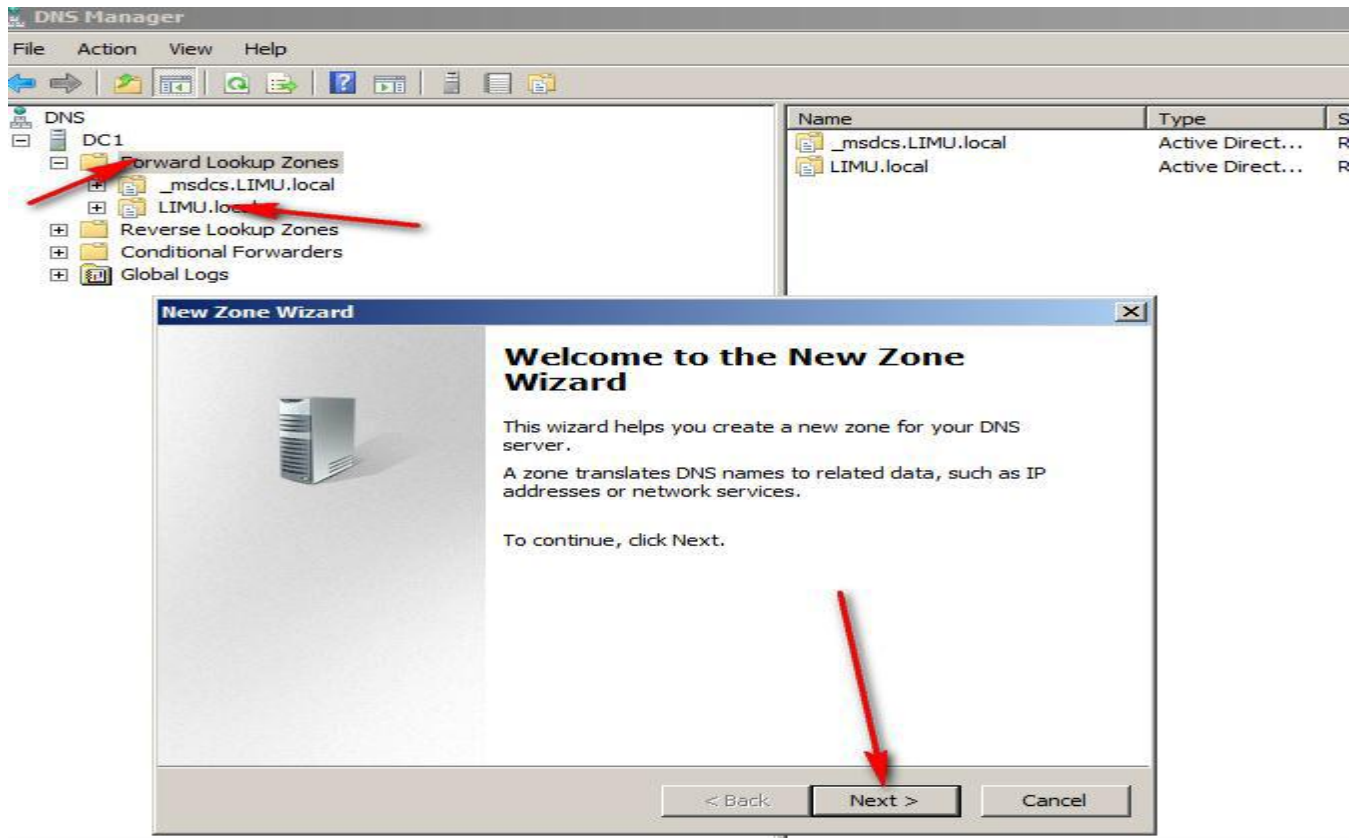 DNS Manager
File Action View Help
DNS
DC1
Forward Lookup Zones
_msdcs.LIMU.local
LIMU.local
Reverse Lookup Zones
Conditional Forwarders
Global Logs
Name Type S
_msdcs.LIMU.local Active Direct... R
LIMU.local Active Direct... R
New Zone Wizard
Welcome to the New Zone
Wizard
This wizard helps you create a new zone for your DNS
server.
A zone translates DNS names to related data, such as IP
addresses or network services.
To continue, click Next.
< Back Next > Cancel